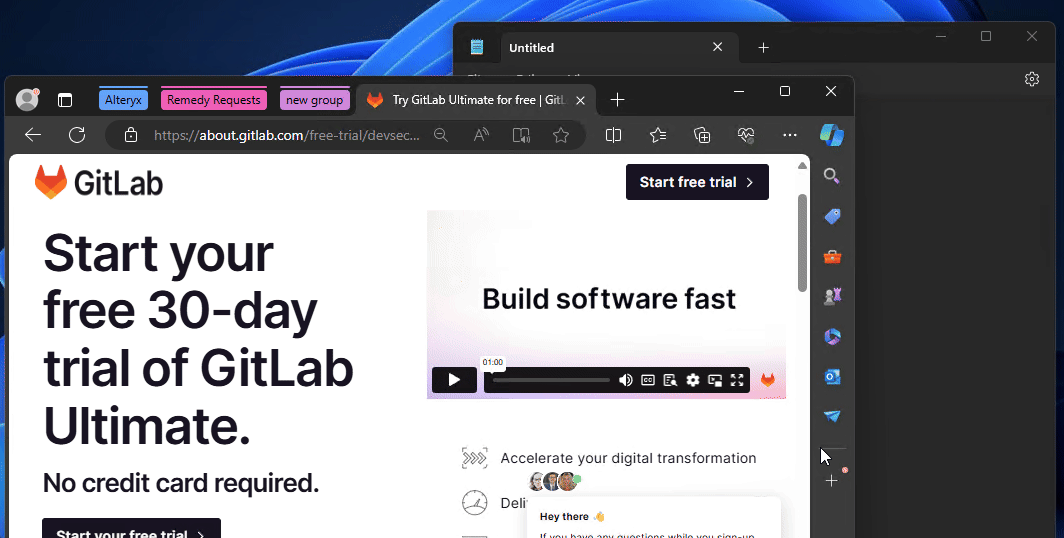 Untitled
Alteryx
Remedy Requests
new group
Try GitLab Ultimate for free | GitL
https://about.gitlab.com/free-trial/devsec...
GitLab
Start free trial
Start your
free 30-day
trial of GitLab
Ultimate.
No credit card required.
Start your free trial
Build software fast
01:00
CC
Accelerate your digital transformation
Hey there 👋
If you have any questions while you sign-up